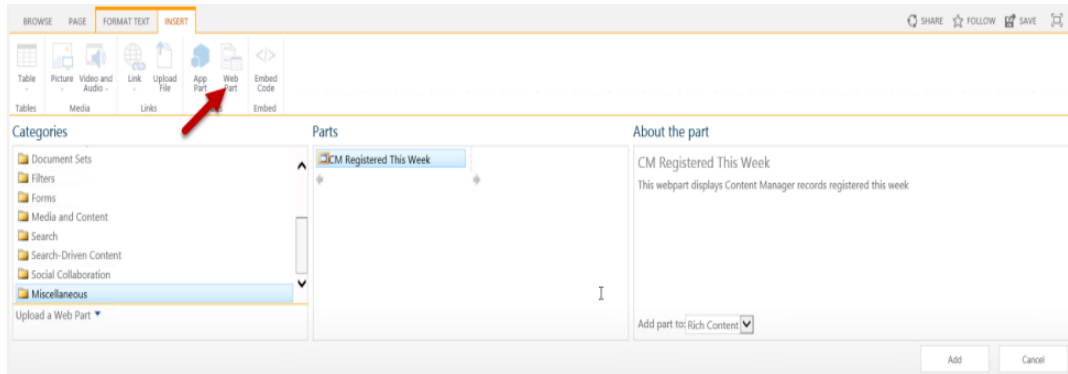 BROWSE PAGE FORMAT TEXT INSERT SHARE FOLLOW SAVE
Table Picture Video and Audio Link Upload File App Part Web Part Embed Code
Tables Media Links Embed
Categories
Document Sets
Filters
Forms
Media and Content
Search
Search-Driven Content
Social Collaboration
Miscellaneous
Upload a Web Part
Parts
CM Registered This Week
About the part
CM Registered This Week
This webpart displays Content Manager records registered this week
Add part to: Rich Content
Add Cancel